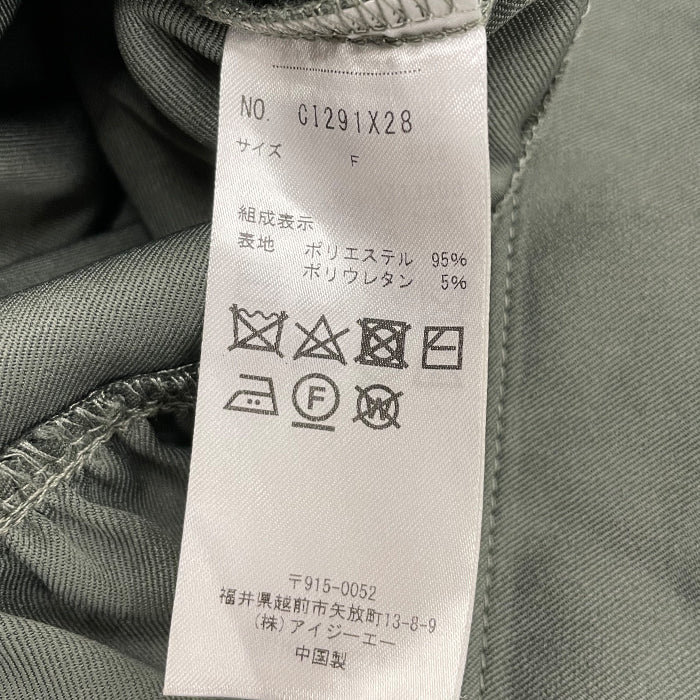 NO. C1291X28
サイズ F
組成表示
表地 ポリエステル 95%
ポリウレタン 5%
F W
〒915-0052
福井県越前市矢放町13-8-9
(株)アイジーエー
中国製